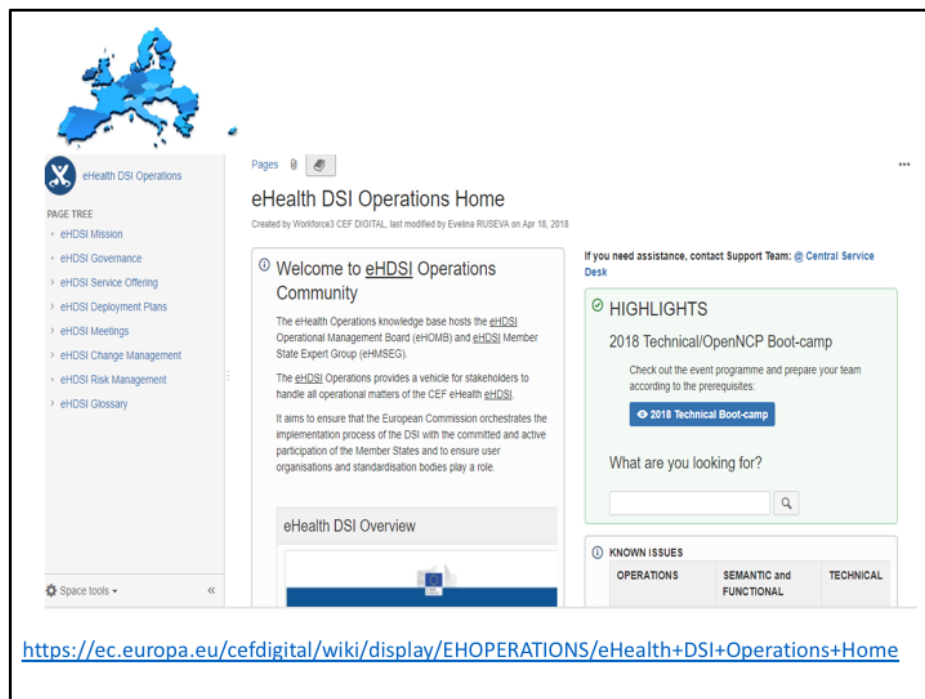 eHealth DSI Operations
PAGE TREE
eHDSI Mission
eHDSI Governance
eHDSI Service Offering
eHDSI Deployment Plans
eHDSI Meetings
eHDSI Change Management
eHDSI Risk Management
eHDSI Glossary
Space tools
Pages
eHealth DSI Operations Home
Created by Workforce3 CEF DIGITAL, last modified by Evelina RUSEVA on Apr 18, 2018
Welcome to eHDSI Operations
Community
The eHealth Operations knowledge base hosts the eHDSI
Operational Management Board (eHOMB) and eHDSI Member
State Expert Group (eHMSEG).
The eHDSI Operations provides a vehicle for stakeholders to
handle all operational matters of the CEF eHealth eHDSI.
It aims to ensure that the European Commission orchestrates the
implementation process of the DSI with the committed and active
participation of the Member States and to ensure user
organisations and standardisation bodies play a role.
eHealth DSI Overview
If you need assistance, contact Support Team: @ Central Service
Desk
HIGHLIGHTS
2018 Technical/OpenNCP Boot-camp
Check out the event programme and prepare your team
according to the prerequisites:
2018 Technical Boot-camp
What are you looking for?
KNOWN ISSUES
OPERATIONS SEMANTIC and TECHNICAL
FUNCTIONAL
https://ec.europa.eu/cefdigital/wiki/display/EHOPERATIONS/eHealth+DSI+Operations+Home